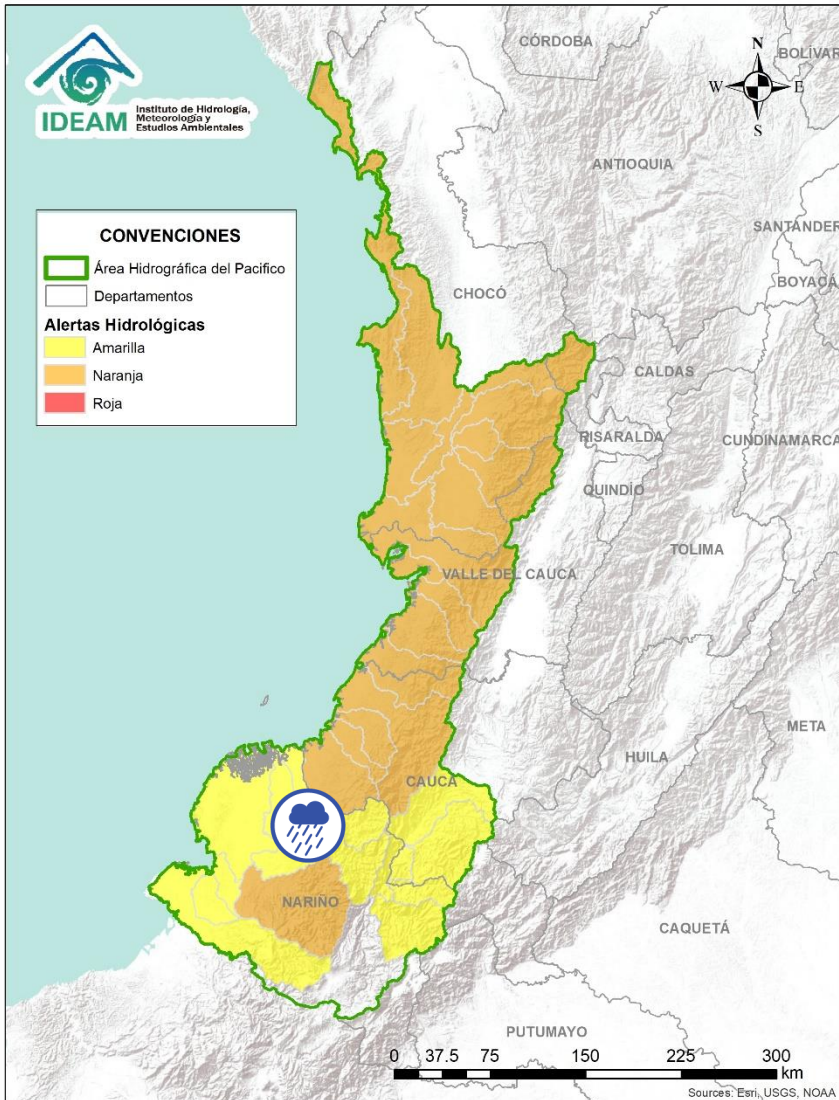 IDEAM
Instituto de Hidrología,
Meteorología y
Estudios Ambientales
CÓRDOBA
BOLÍVAR
N
W
E
S
ANTIOQUIA
SANTANDER
BOYACÁ
CONVENCIONES
Área Hidrográfica del Pacifico
Departamentos
Alertas Hidrológicas
Amarilla
Naranja
Roja
CHOCÓ
CALDAS
RISARALDA
CUNDINAMARCA
QUINDÍO
TOLIMA
VALLE DEL CAUCA
META
HUILA
CAUCA
NARIÑO
CAQUETÁ
PUTUMAYO
0 37.5 75 150 225 300
km
Sources: Esri, USGS, NOAA